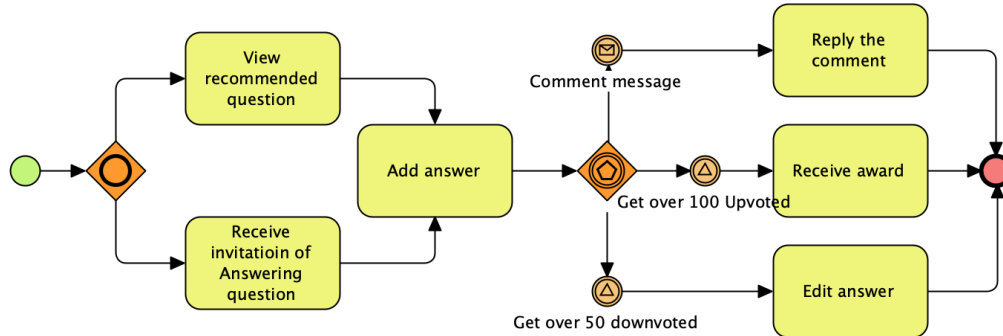 View
recommended
question
Receive
invitatioin of
Answering
question
Add answer
Comment message
Get over 100 Upvoted
Get over 50 downvoted
Reply the
comment
Receive award
Edit answer